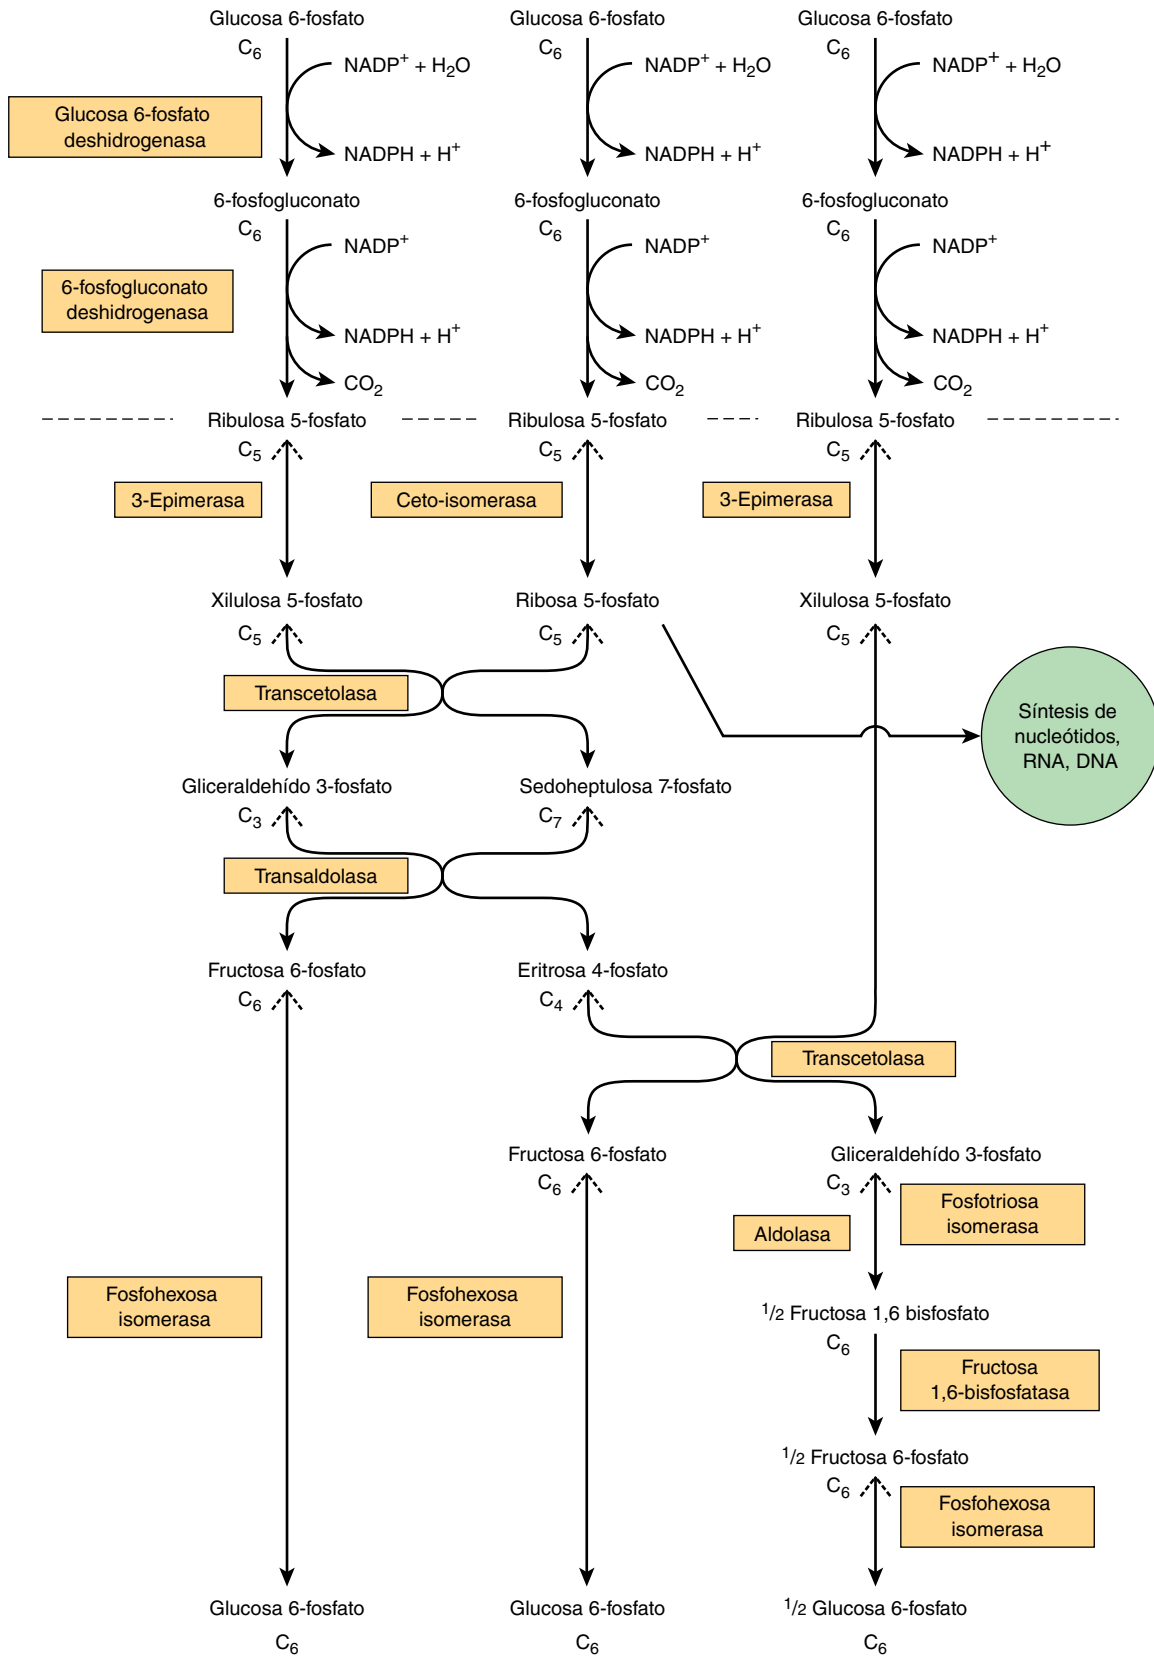 Glucosa 6-fosfato
Glucosa 6-fosfato
Glucosa 6-fosfato
C6
C6
C6
NADP+ + H2O
NADP+ + H2O
NADP+ + H2O
Glucosa 6-fosfato
deshidrogenasa
NADPH + H+
NADPH + H+
NADPH + H+
6-fosfogluconato
6-fosfogluconato
6-fosfogluconato
C6
C6
C6
NADP+
NADP+
NADP+
6-fosfogluconato
deshidrogenasa
NADPH + H+
NADPH + H+
NADPH + H+
CO2
CO2
CO2
Ribulosa 5-fosfato
Ribulosa 5-fosfato
Ribulosa 5-fosfato
C5
C5
C5
3-Epimerasa
Ceto-isomerasa
3-Epimerasa
Xilulosa 5-fosfato
Ribosa 5-fosfato
Xilulosa 5-fosfato
C5
C5
C5
Transcetolasa
Síntesis de
nucleótidos,
RNA, DNA
Gliceraldehído 3-fosfato
Sedoheptulosa 7-fosfato
C3
C7
Transaldolasa
Fructosa 6-fosfato
Eritrosa 4-fosfato
C6
C4
Transcetolasa
Fructosa 6-fosfato
Gliceraldehído 3-fosfato
C6
C3
Fosfotriosa
isomerasa
Aldolasa
Fosfohexosa
isomerasa
Fosfohexosa
isomerasa
1/2 Fructosa 1,6 bisfosfato
C6
Fructosa
1,6-bisfosfatasa
1/2 Fructosa 6-fosfato
C6
Fosfohexosa
isomerasa
Glucosa 6-fosfato
Glucosa 6-fosfato
1/2 Glucosa 6-fosfato
C6
C6
C6